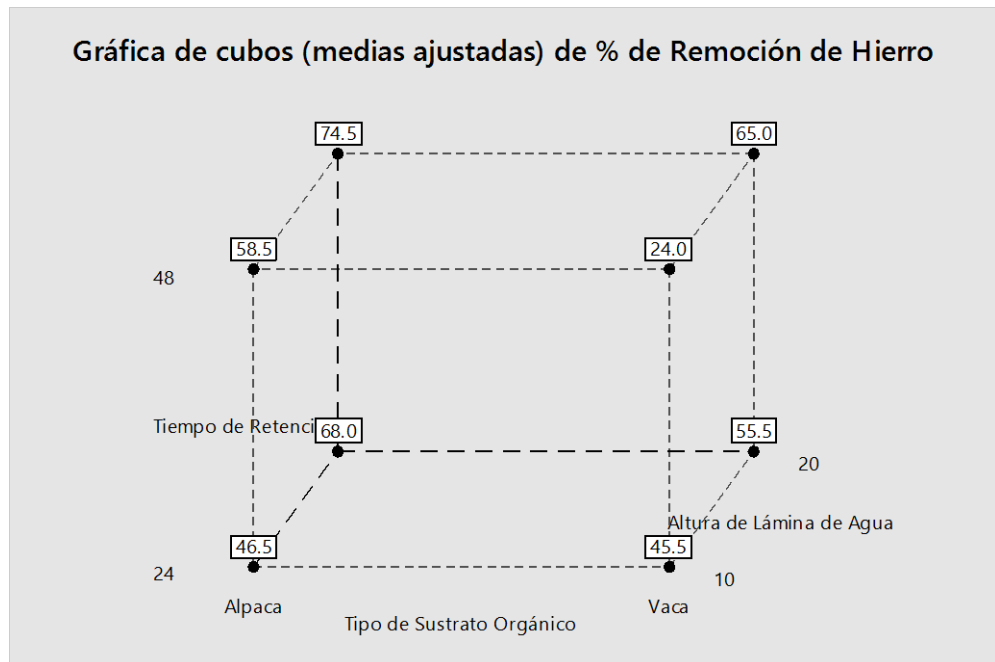 Gráfica de cubos (medias ajustadas) de % de Remoción de Hierro
74.5
65.0
58.5
24.0
48
Tiempo de Retenci
68.0
55.5
20
Altura de Lámina de Agua
46.5
45.5
24
10
Alpaca
Vaca
Tipo de Sustrato Orgánico